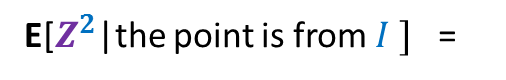 E[Z² | the point is from I ] =